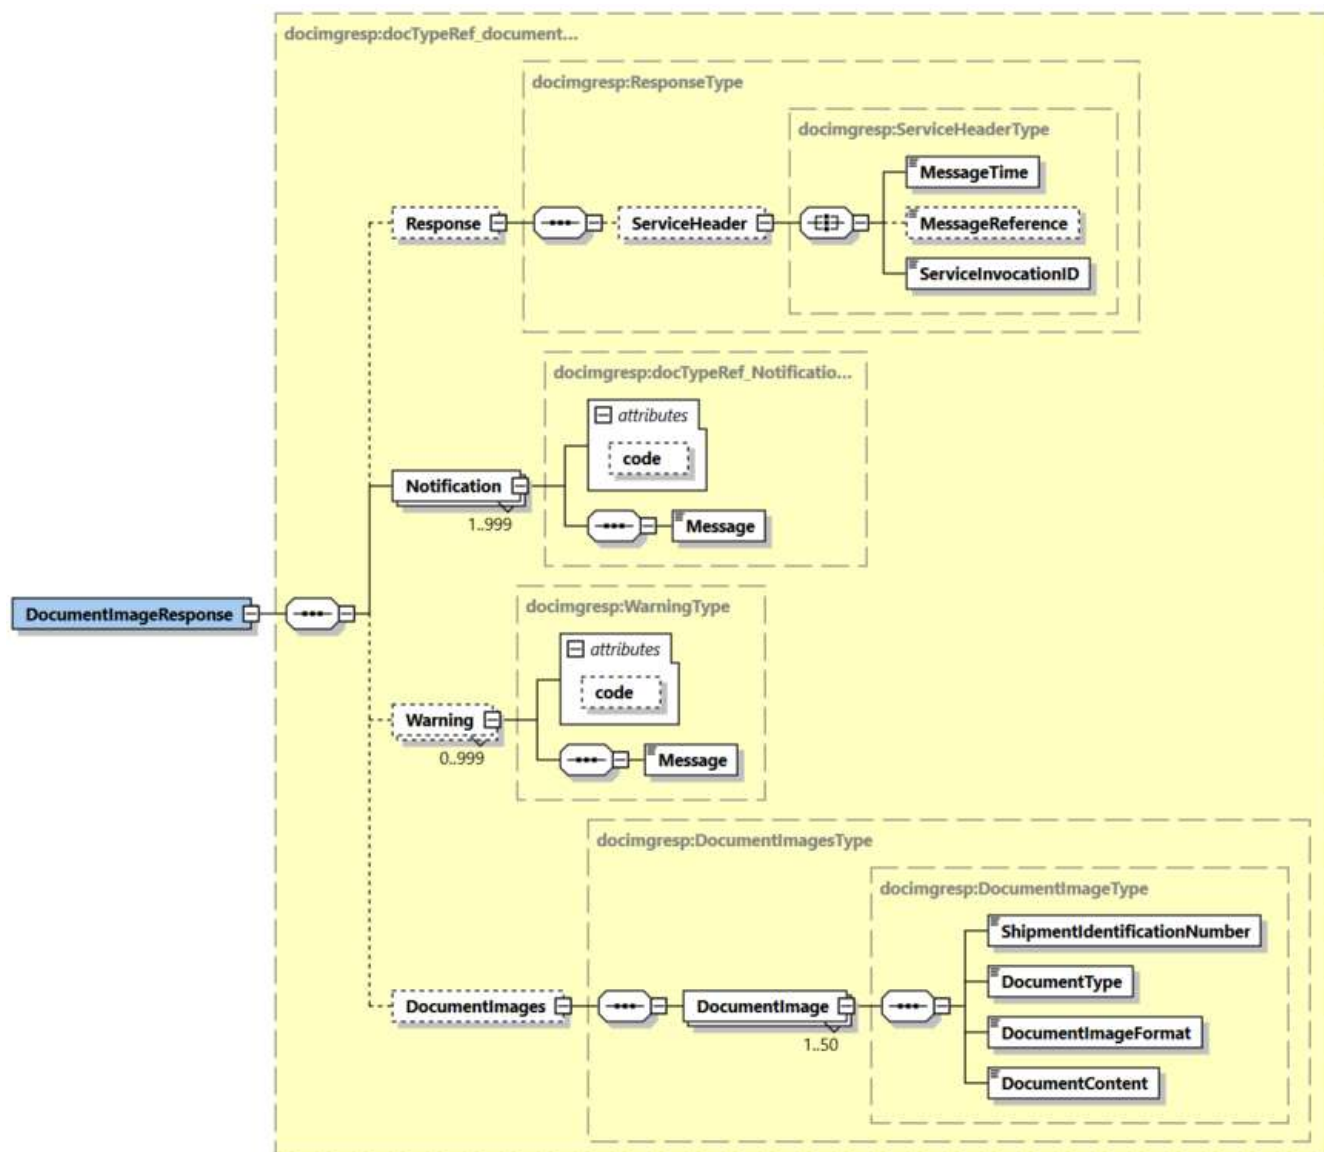 docimgresp:docTypeRef_document...
docimgresp:ResponseType
docimgresp:ServiceHeaderType
MessageTime
Response
ServiceHeader
MessageReference
ServiceInvocationID
docimgresp:docTypeRef_Notificatio...
attributes
code
Notification
1..999
Message
DocumentImageResponse
docimgresp:WarningType
attributes
code
Warning
0..999
Message
docimgresp:DocumentImagesType
docimgresp:DocumentImageType
ShipmentIdentificationNumber
DocumentType
DocumentImages
DocumentImage
1..50
DocumentImageFormat
DocumentContent